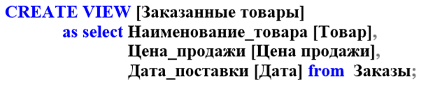 CREATE VIEW [Заказанные товары]
as select Наименование_товара [Товар],
Цена_продажи [Цена продажи],
Дата_поставки [Дата] from Заказы;